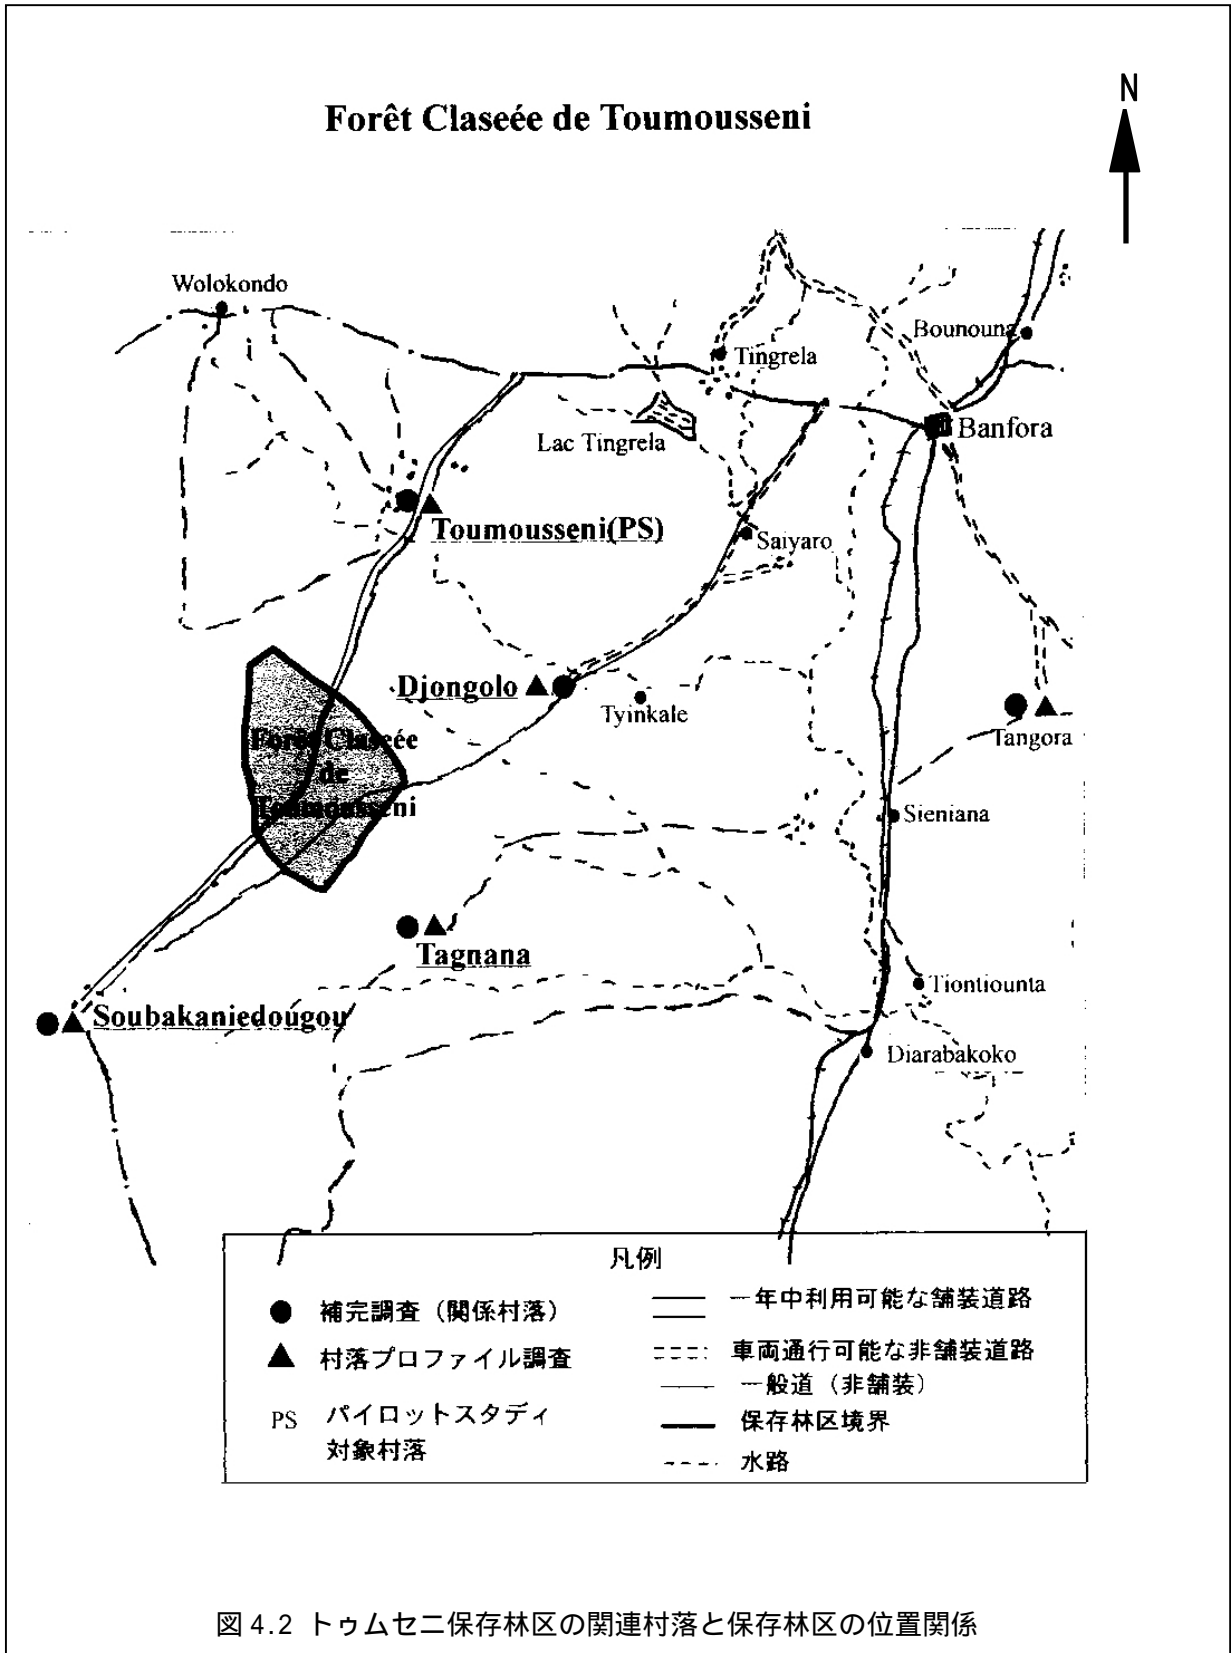 Forêt Claseée de Toumousseni
N
Wolokondo
Bounouna
Tingrela
Banfora
Lac Tingrela
Toumousseni(PS)
Saiyaro
Djongolo
Tyinkale
Tangora
Forêt Claseée
de
Toumousseni
Sieniana
Tagnana
Tiontiounta
Soubakaniedougou
Diarabakoko
凡例
補完調査（関係村落）
村落プロファイル調査
PS パイロットスタディ
対象村落
一年中利用可能な舗装道路
車両通行可能な非舗装道路
一般道（非舗装）
保存林区境界
水路
図 4.2 トゥムセニ保存林区の関連村落と保存林区の位置関係